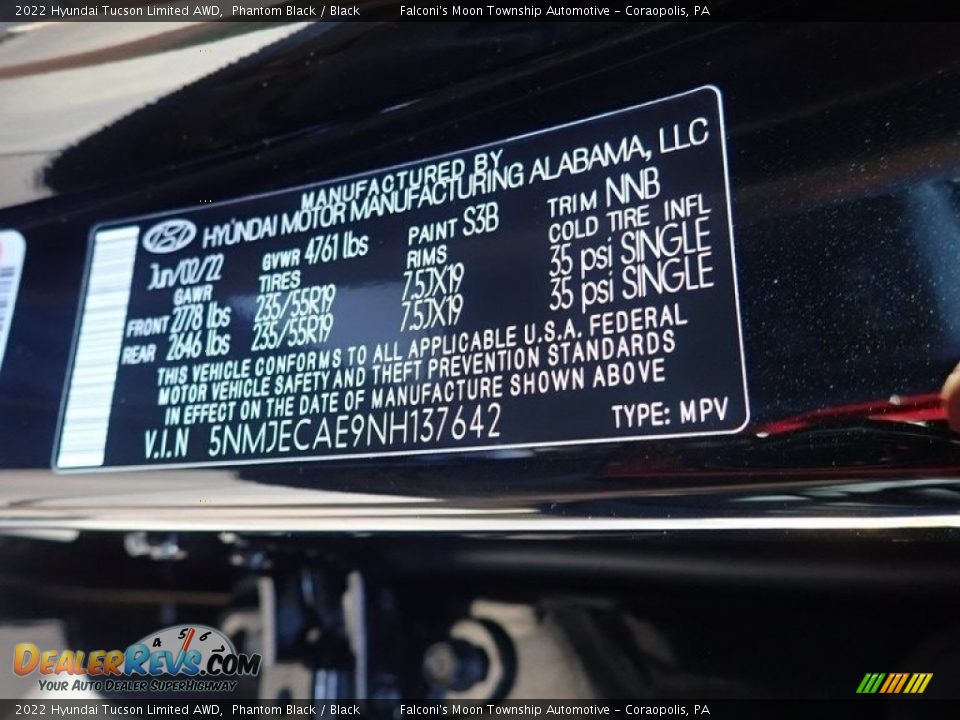 2022 Hyundai Tucson Limited AWD, Phantom Black / Black Falconi's Moon Township Automotive - Coraopolis, PA
MANUFACTURED BY
HYUNDAI MOTOR MANUFACTURING ALABAMA, LLC
Jun/02/22 GVWR 4761 lbs PAINT S3B TRIM NNB
GAWR TIRES RIMS COLD TIRE INFL
FRONT 2778 lbs 235/55R19 7.5JX19 35 psi SINGLE
REAR 2646 lbs 235/55R19 7.5JX19 35 psi SINGLE
THIS VEHICLE CONFORMS TO ALL APPLICABLE U.S.A. FEDERAL
MOTOR VEHICLE SAFETY AND THEFT PREVENTION STANDARDS
IN EFFECT ON THE DATE OF MANUFACTURE SHOWN ABOVE
V.I.N 5NMJECAE9NH137642 TYPE: MPV
4 5 6 7
DEALERREVS.COM
Your Auto Dealer SuperHighway
2022 Hyundai Tucson Limited AWD, Phantom Black / Black Falconi's Moon Township Automotive - Coraopolis, PA